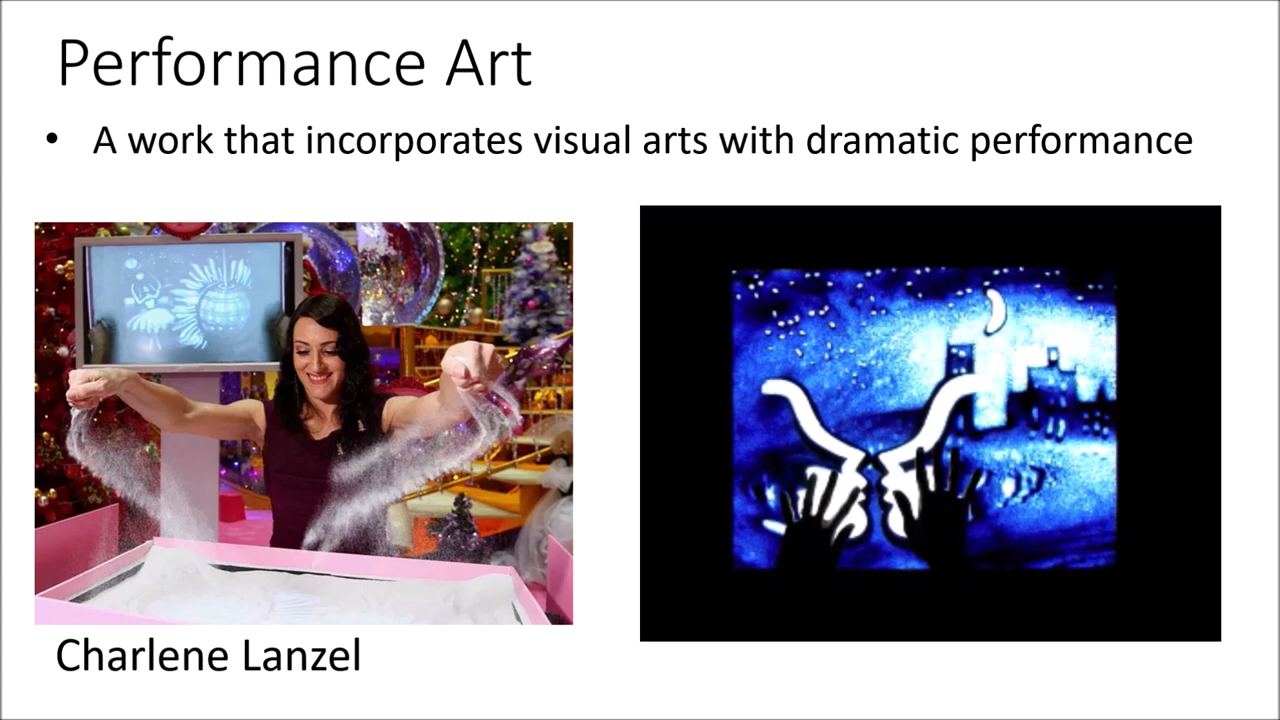 Performance Art
• A work that incorporates visual arts with dramatic performance
Charlene Lanzel